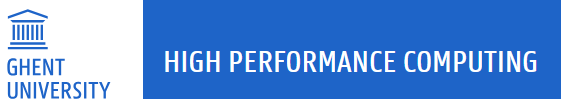 GHENT
UNIVERSITY
HIGH PERFORMANCE COMPUTING